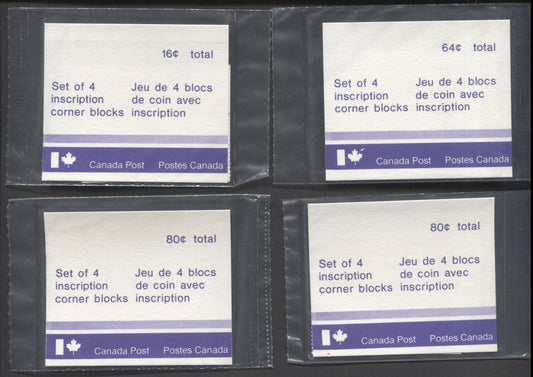 16¢ total
Set of 4 Jeu de 4 blocs
inscription de coin avec
corner blocks inscription
Canada Post Postes Canada
64¢ total
Set of 4 Jeu de 4 blocs
inscription de coin avec
corner blocks inscription
Canada Post Postes Canada
80¢ total
Set of 4 Jeu de 4 blocs
inscription de coin avec
corner blocks inscription
Canada Post Postes Canada
80¢ total
Set of 4 Jeu de 4 blocs
inscription de coin avec
corner blocks inscription
Canada Post Postes Canada